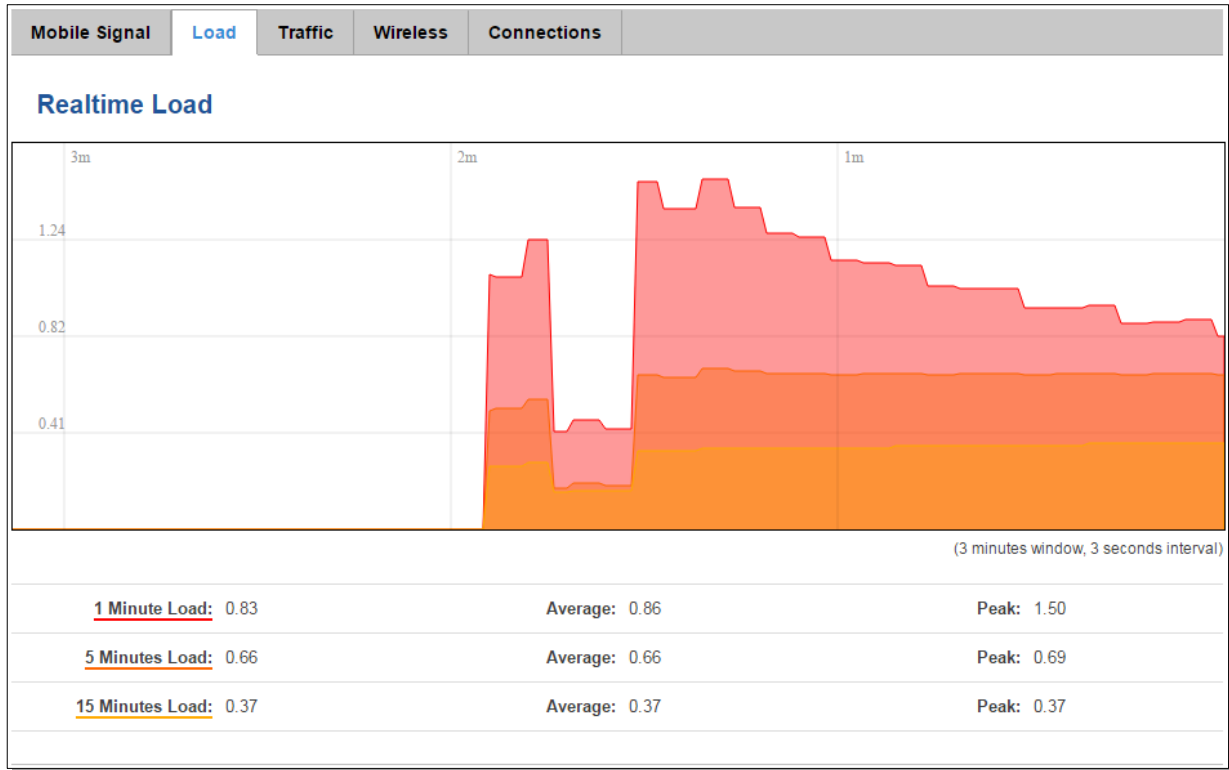 Mobile Signal Load Traffic Wireless Connections
Realtime Load
3m 2m 1m
1.24
0.82
0.41
(3 minutes window, 3 seconds interval)
1 Minute Load: 0.83 Average: 0.86 Peak: 1.50
5 Minutes Load: 0.66 Average: 0.66 Peak: 0.69
15 Minutes Load: 0.37 Average: 0.37 Peak: 0.37